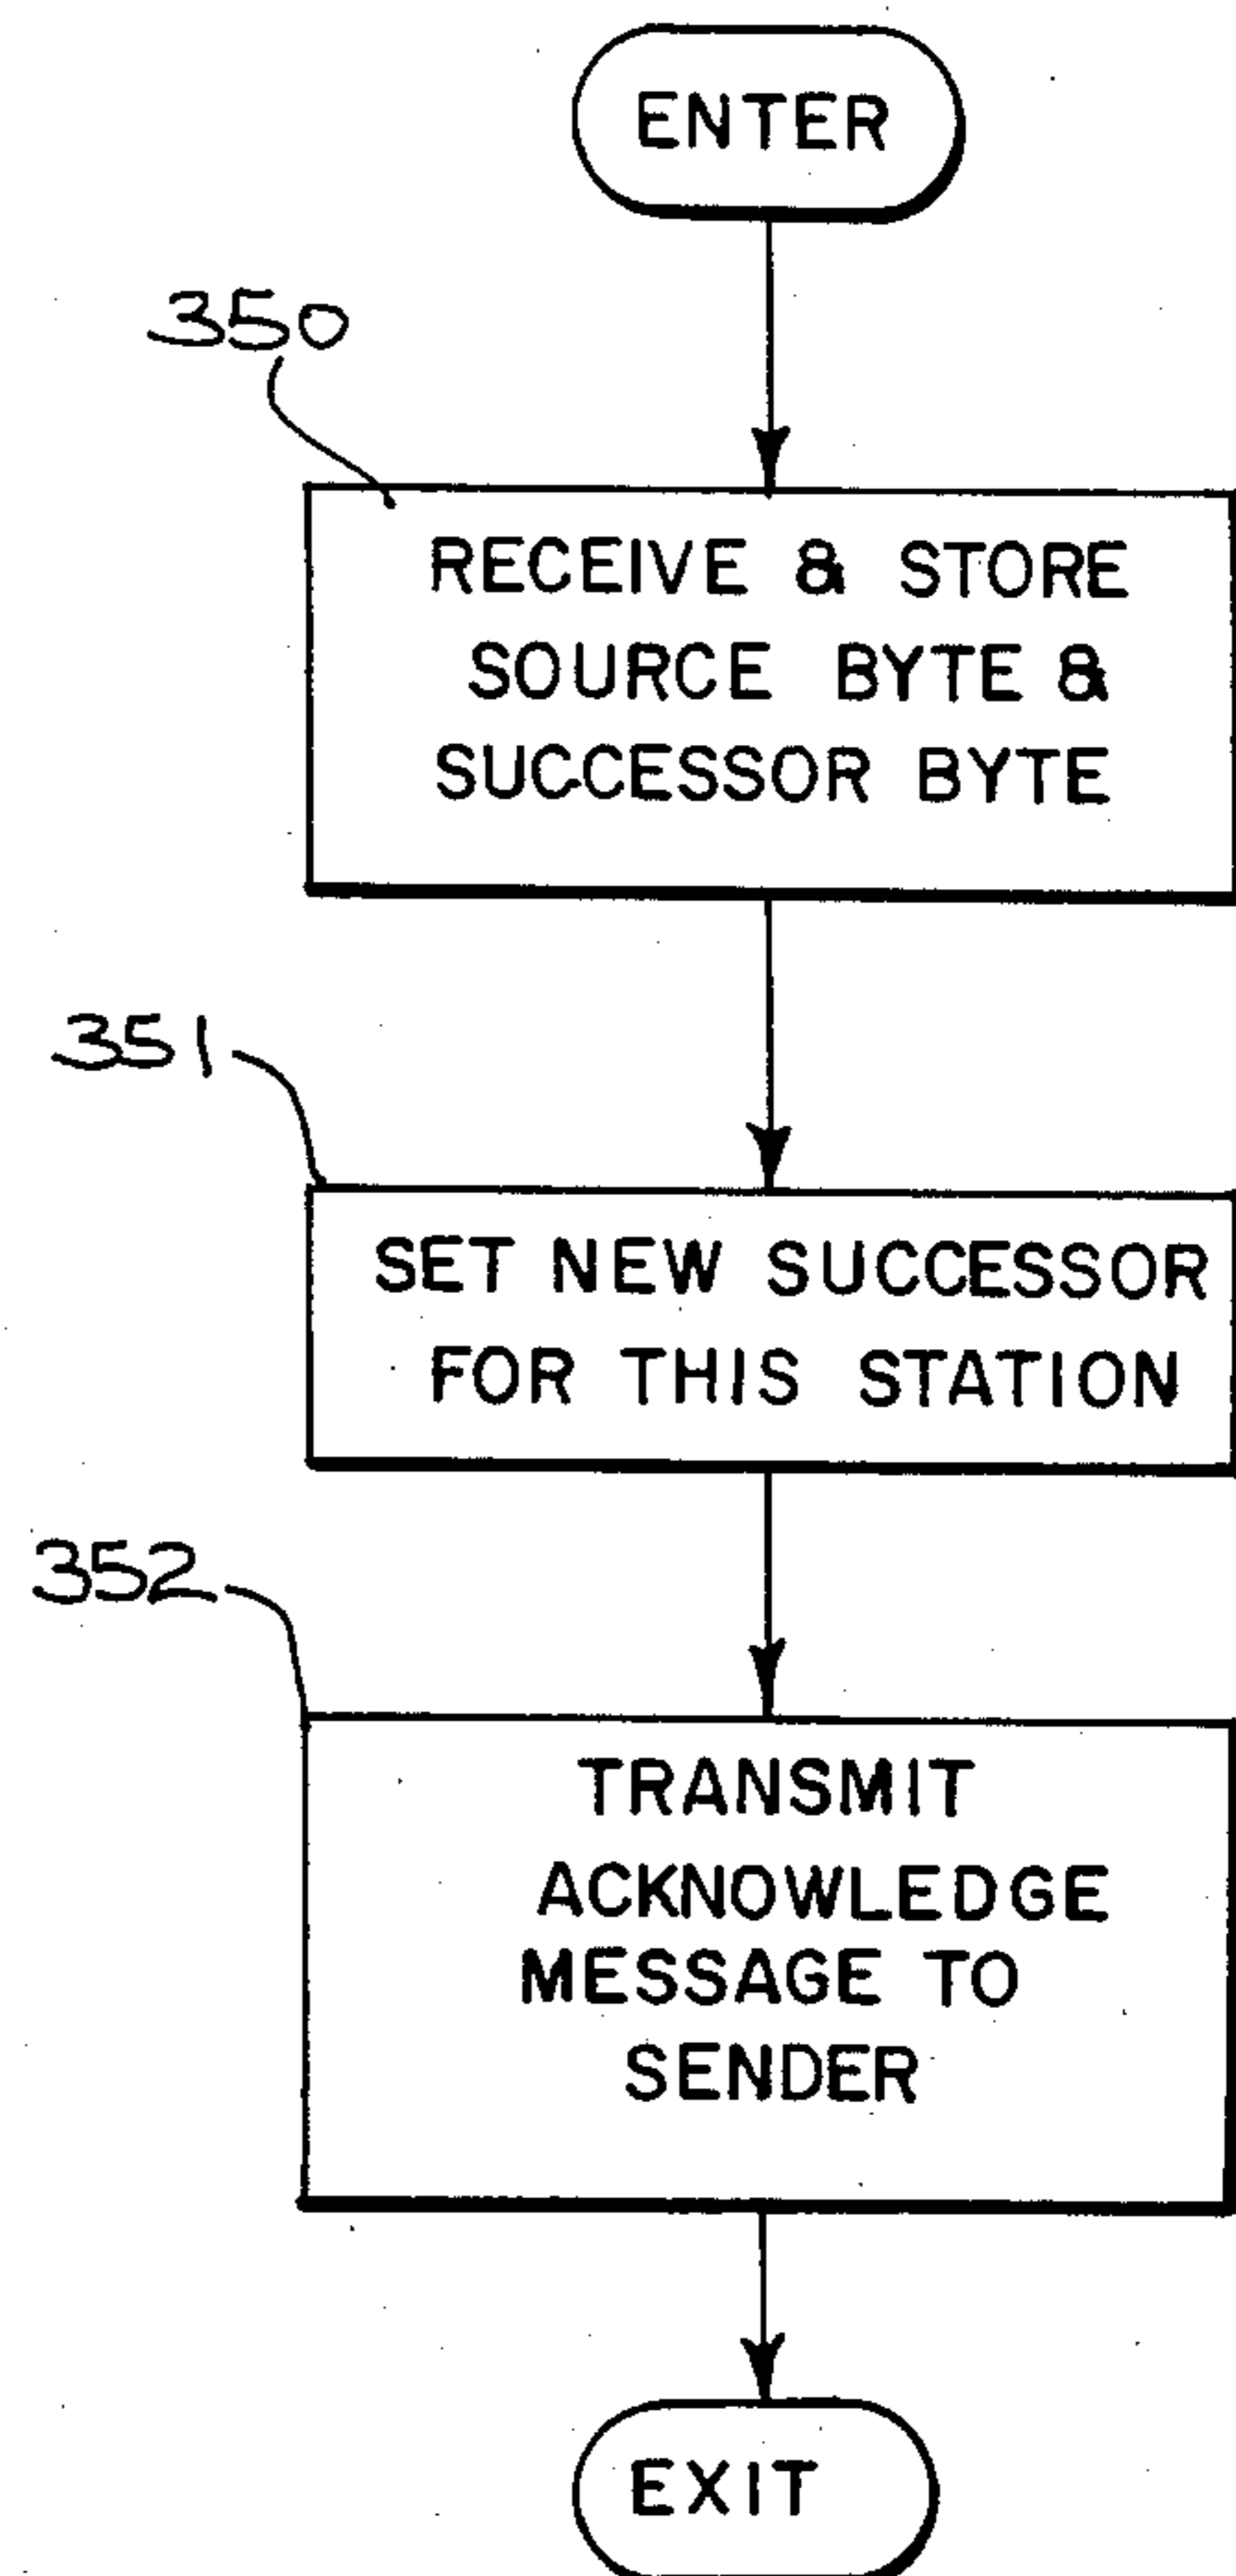 ENTER
350
RECEIVE & STORE
SOURCE BYTE &
SUCCESSOR BYTE
351
SET NEW SUCCESSOR
FOR THIS STATION
352
TRANSMIT
ACKNOWLEDGE
MESSAGE TO
SENDER
EXIT